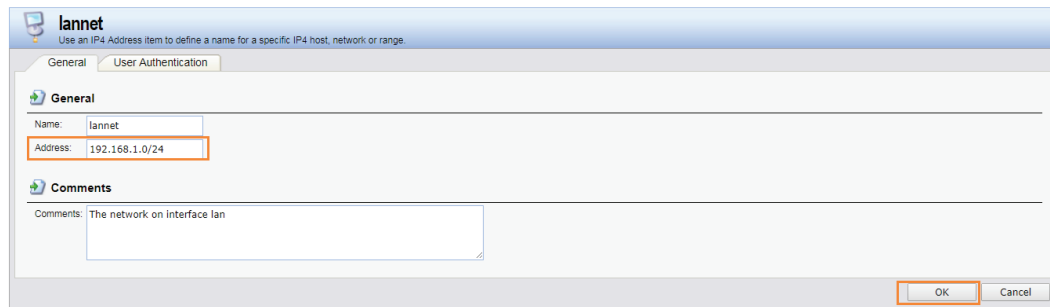 lannet
Use an IP4 Address item to define a name for a specific IP4 host, network or range.
General User Authentication
General
Name: lannet
Address: 192.168.1.0/24
Comments
Comments: The network on interface lan
OK Cancel